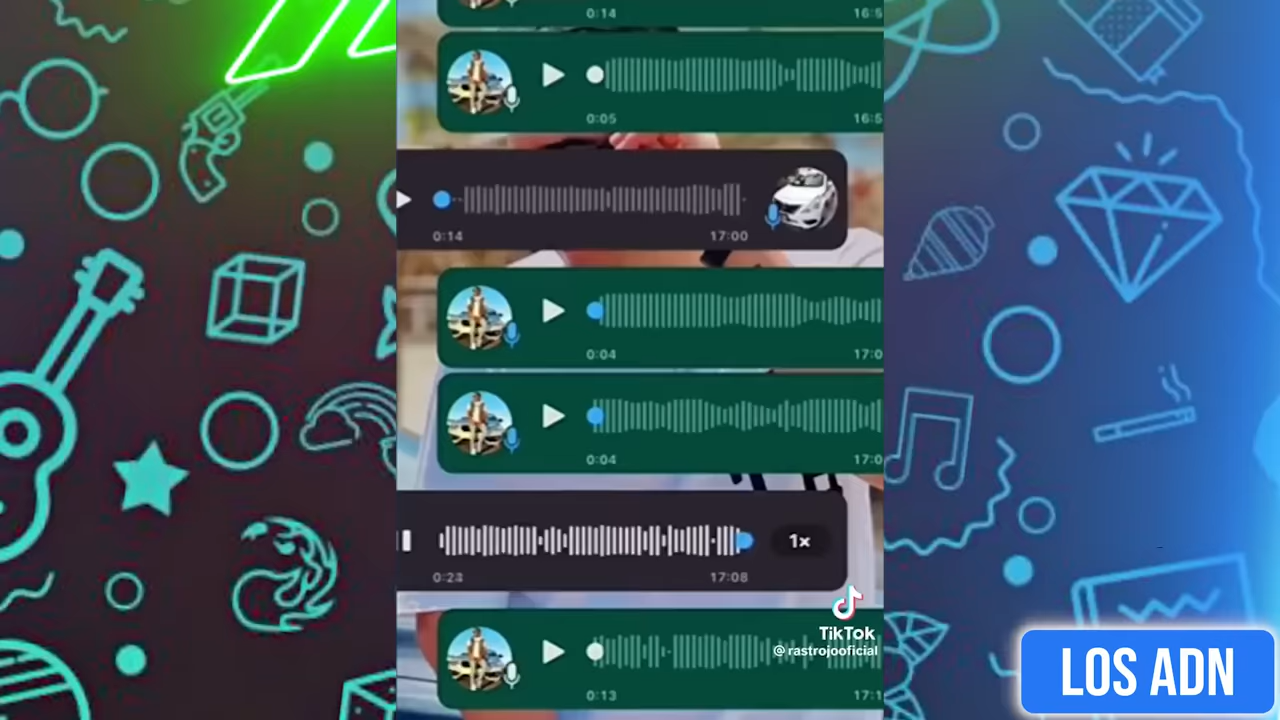 0:14 16:5
0:05 16:5
0:14 17:00
0:04 17:0
0:04 17:0
1x
0:23 17:08
TikTok
@rastrojooficial
0:13 17:1
LOS ADN